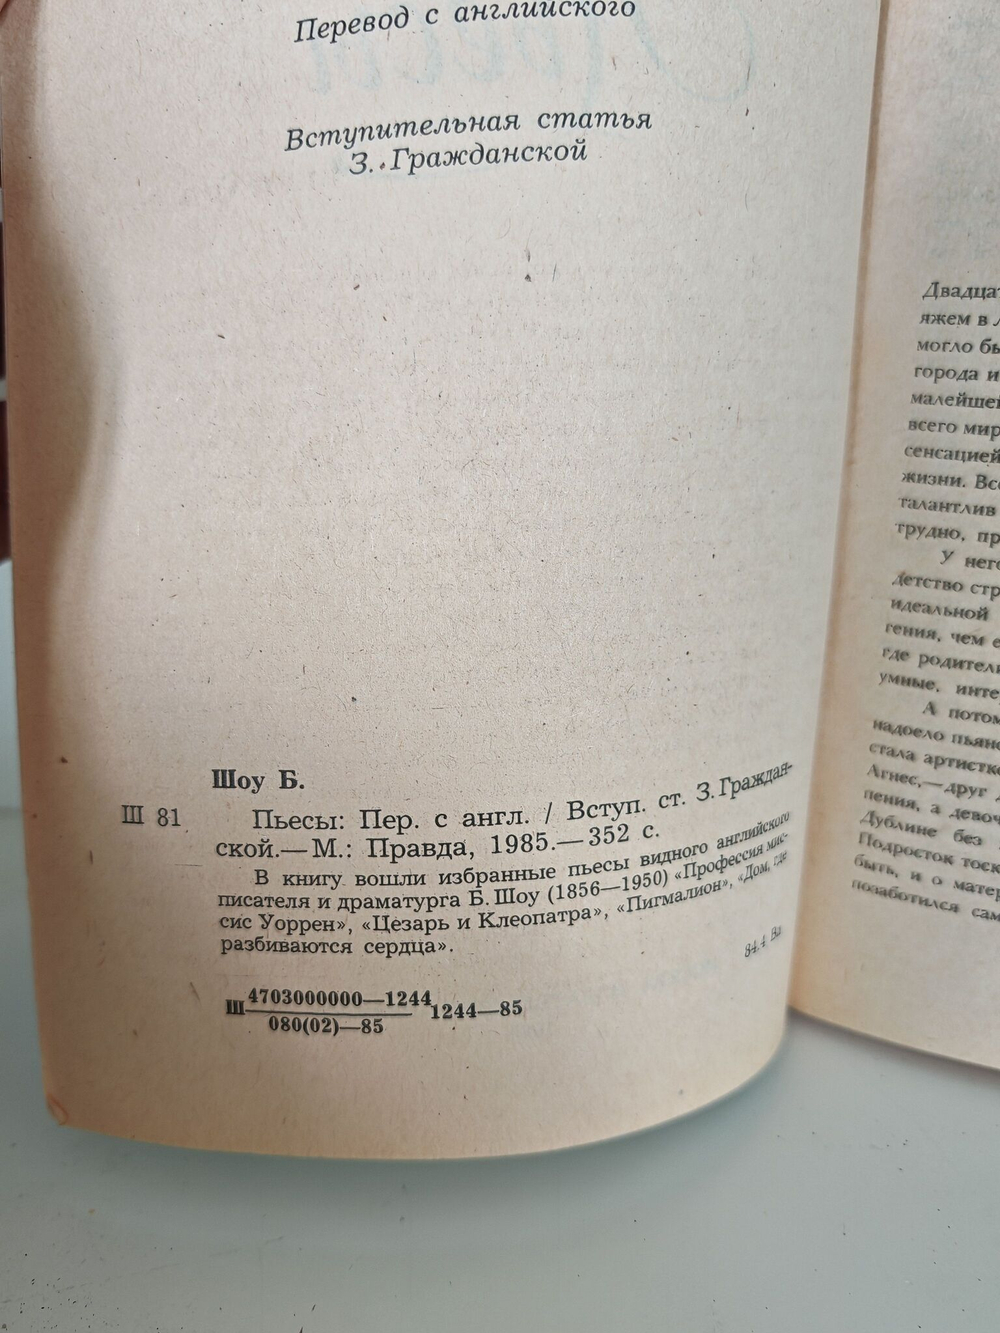 Перевод с английского
Вступительная статья
З. Гражданской
Шоу Б.
Ш 81
Пьесы: Пер. с англ. / Вступ. ст. З. Граждан-
ской.— М.: Правда, 1985.— 352 с.
В книгу вошли избранные пьесы видного английского
писателя и драматурга Б. Шоу (1856—1950) «Профессия мис-
сис Уоррен», «Цезарь и Клеопатра», «Пигмалион», «Дом, где
разбиваются сердца».
84.4 Вл
Ш 4703000000—1244 1244—85
080(02)—85
Двадцат
яжем в
могло бы
города и
малейшей
всего мир
сенсацией
жизни. Вс
талантлив
трудно, пр
У него
детство стр
идеальной
гения, чем
где родител
умные, инте
А потом
надоело пьян
стала артистк
Агнес,— друг
пения, а девоч
Дублине без
Подросток тоск
быть, и о матер
позаботился сам